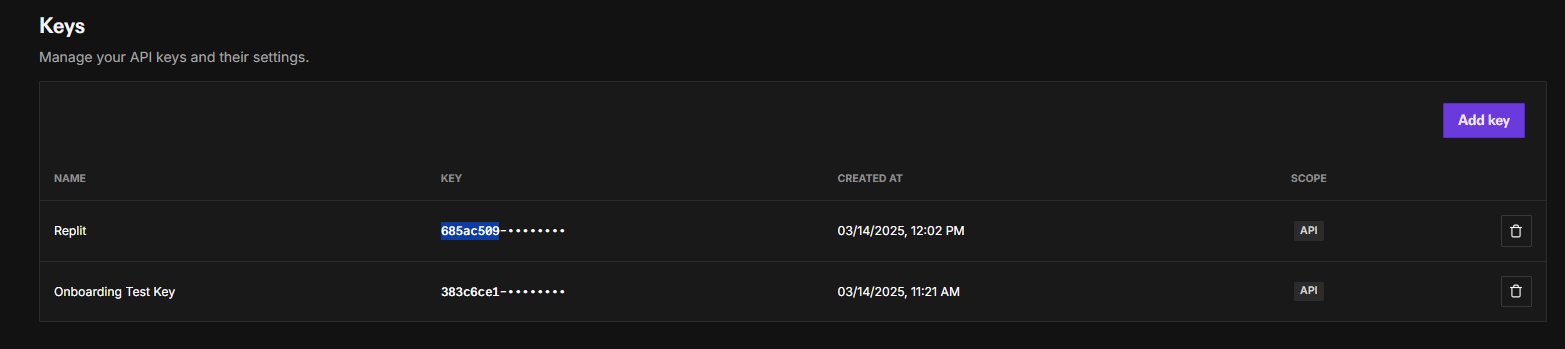 Keys
Manage your API keys and their settings.
Add key
NAME KEY CREATED AT SCOPE
Replit 685ac509-•••••••• 03/14/2025, 12:02 PM API
Onboarding Test Key 383c6ce1-•••••••• 03/14/2025, 11:21 AM API